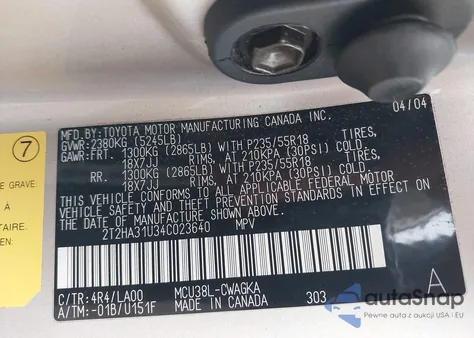 7
E GRAVE.
À
TAIRE.
MFD.BY:TOYOTA MOTOR MANUFACTURING CANADA INC. 04/04
GVWR:2380KG (5245LB)
GAWR:FRT. 1300KG (2865LB) WITH P235/55R18 TIRES,
18X7JJ RIMS, AT 210KPA (30PSI) COLD.
RR. 1300KG (2865LB) WITH P235/55R18 TIRES,
18X7JJ RIMS, AT 210KPA (30PSI) COLD.
THIS VEHICLE CONFORMS TO ALL APPLICABLE FEDERAL MOTOR
VEHICLE SAFETY AND THEFT PREVENTION STANDARDS IN EFFECT
ON THE DATE OF MANUFACTURE SHOWN ABOVE.
2T2HA31U34C023640 MPV
C/TR:4R4/LA00 MCU38L-CWAGKA A
A/TM:-01B/U151F MADE IN CANADA 303
autaSnap
Pewne auta z aukcji USA i EU